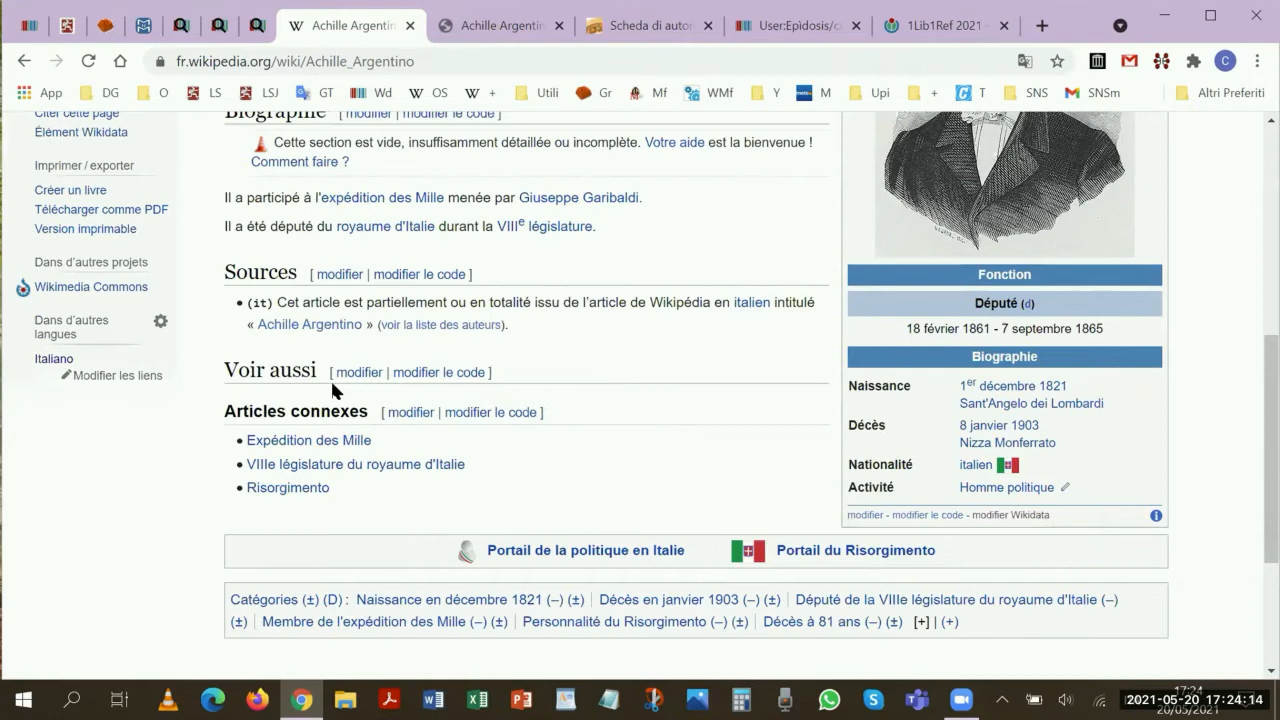 Achille Argentin
Achille Argentin
Scheda di autor
User:Epìdosis/c
1Lib1Ref 2021 -
fr.wikipedia.org/wiki/Achille_Argentino
C
App DG O LS LSJ GT Wd OS + Utili Gr Mf WMf Y M Upi + T SNS SNSm Altri Preferiti
Citer cette page
Élément Wikidata
Imprimer / exporter
Créer un livre
Télécharger comme PDF
Version imprimable
Dans d'autres projets
Wikimedia Commons
Dans d'autres
langues
Italiano
Modifier les liens
Biographie [ modifier | modifier le code ]
Cette section est vide, insuffisamment détaillée ou incomplète. Votre aide est la bienvenue !
Comment faire ?
Il a participé à l'expédition des Mille menée par Giuseppe Garibaldi.
Il a été député du royaume d'Italie durant la VIIIe législature.
Sources [ modifier | modifier le code ]
• (it) Cet article est partiellement ou en totalité issu de l'article de Wikipédia en italien intitulé
« Achille Argentino » (voir la liste des auteurs).
Voir aussi [ modifier | modifier le code ]
Articles connexes [ modifier | modifier le code ]
• Expédition des Mille
• VIIIe législature du royaume d'Italie
• Risorgimento
Fonction
Député (d)
18 février 1861 - 7 septembre 1865
Biographie
Naissance 1er décembre 1821
Sant'Angelo dei Lombardi
Décès 8 janvier 1903
Nizza Monferrato
Nationalité italien
Activité Homme politique
modifier - modifier le code - modifier Wikidata
Portail de la politique en Italie Portail du Risorgimento
Catégories (±) (D) : Naissance en décembre 1821 (–) (±) | Décès en janvier 1903 (–) (±) | Député de la VIIIe législature du royaume d'Italie (–)
(±) | Membre de l'expédition des Mille (–) (±) | Personnalité du Risorgimento (–) (±) | Décès à 81 ans (–) (±) [+] | (+)
17:24
2021-05-20 17:24:14
20/05/2021